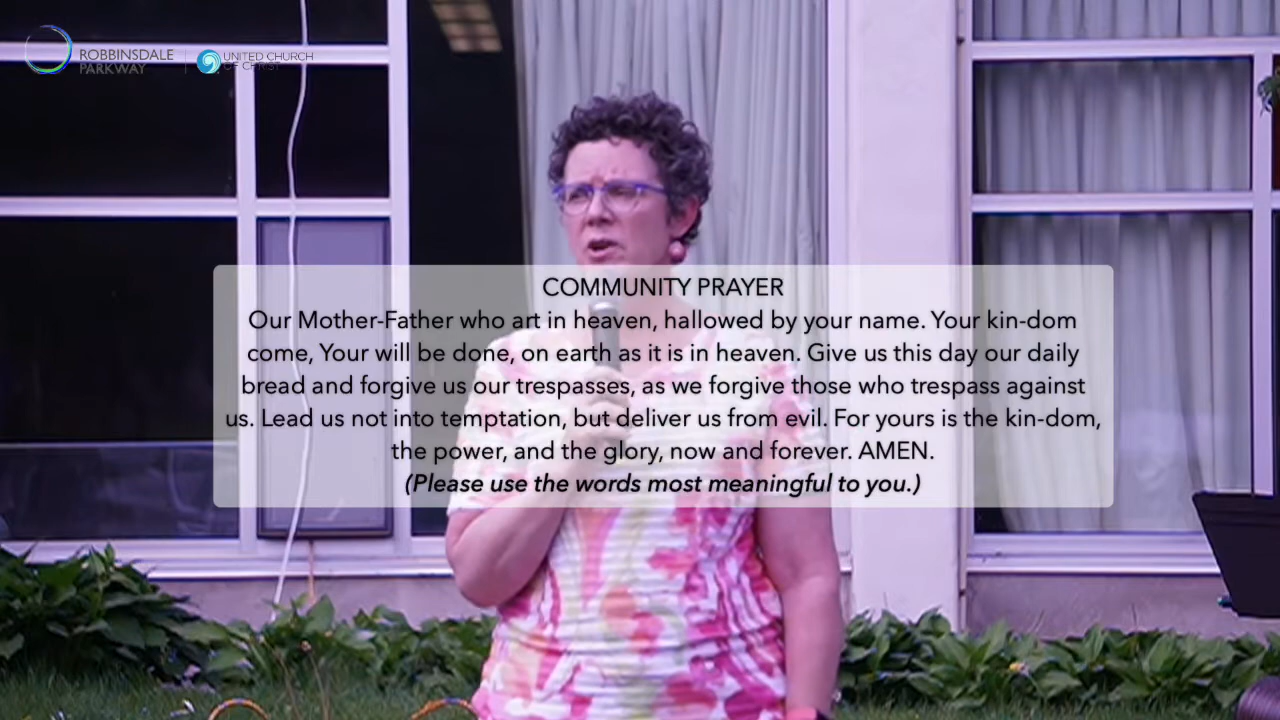 ROBBINSDALE
PARKWAY
UNITED CHURCH
OF CHRIST
COMMUNITY PRAYER
Our Mother-Father who art in heaven, hallowed by your name. Your kin-dom
come, Your will be done, on earth as it is in heaven. Give us this day our daily
bread and forgive us our trespasses, as we forgive those who trespass against
us. Lead us not into temptation, but deliver us from evil. For yours is the kin-dom,
the power, and the glory, now and forever. AMEN.
(Please use the words most meaningful to you.)